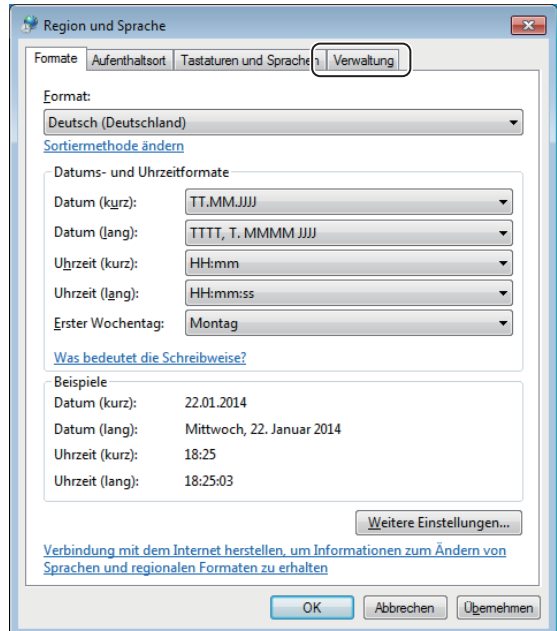 Region und Sprache
Formate Aufenthaltsort Tastaturen und Sprachen Verwaltung
Format:
Deutsch (Deutschland)
Sortiermethode ändern
Datums- und Uhrzeitformate
Datum (kurz): TT.MM.JJJJ
Datum (lang): TTTT, T. MMMM JJJJ
Uhrzeit (kurz): HH:mm
Uhrzeit (lang): HH:mm:ss
Erster Wochentag: Montag
Was bedeutet die Schreibweise?
Beispiele
Datum (kurz): 22.01.2014
Datum (lang): Mittwoch, 22. Januar 2014
Uhrzeit (kurz): 18:25
Uhrzeit (lang): 18:25:03
Weitere Einstellungen...
Verbindung mit dem Internet herstellen, um Informationen zum Ändern von
Sprachen und regionalen Formaten zu erhalten
OK Abbrechen Übernehmen